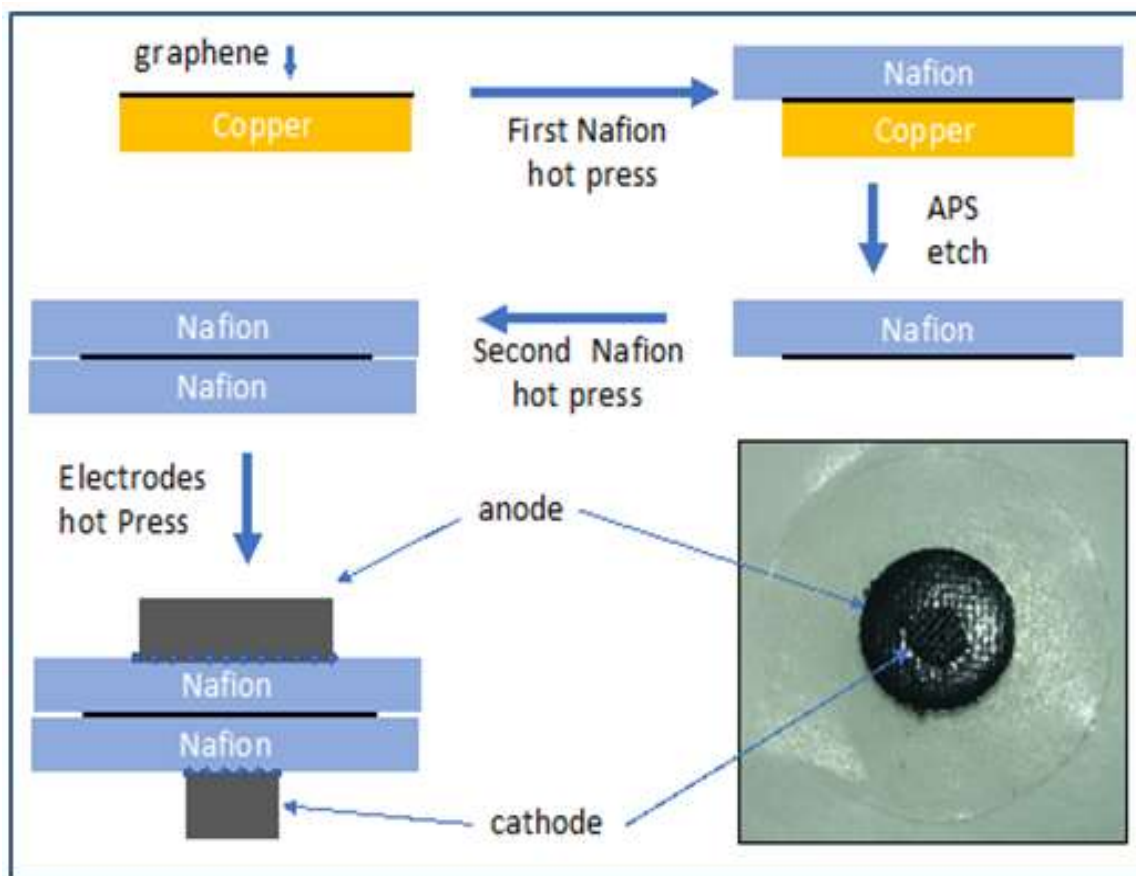 graphene
Copper
First Nafion
hot press
Nafion
Copper
APS
etch
Nafion
Second Nafion
hot press
Nafion
Nafion
Electrodes
hot Press
anode
Nafion
Nafion
cathode